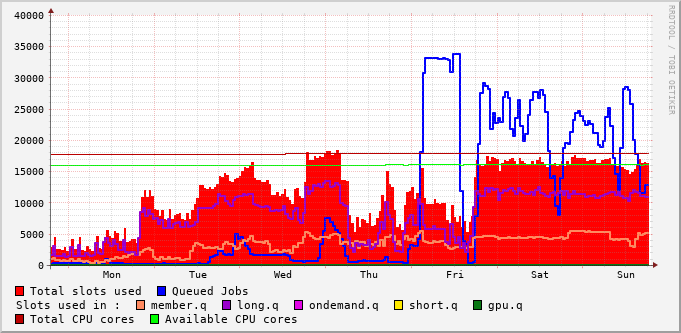 40000
35000
30000
25000
20000
15000
10000
5000
0
Mon Tue Wed Thu Fri Sat Sun
Total slots used Queued Jobs
Slots used in : member.q long.q ondemand.q short.q gpu.q
Total CPU cores Available CPU cores
RRDTOOL / TOBI OETIKER